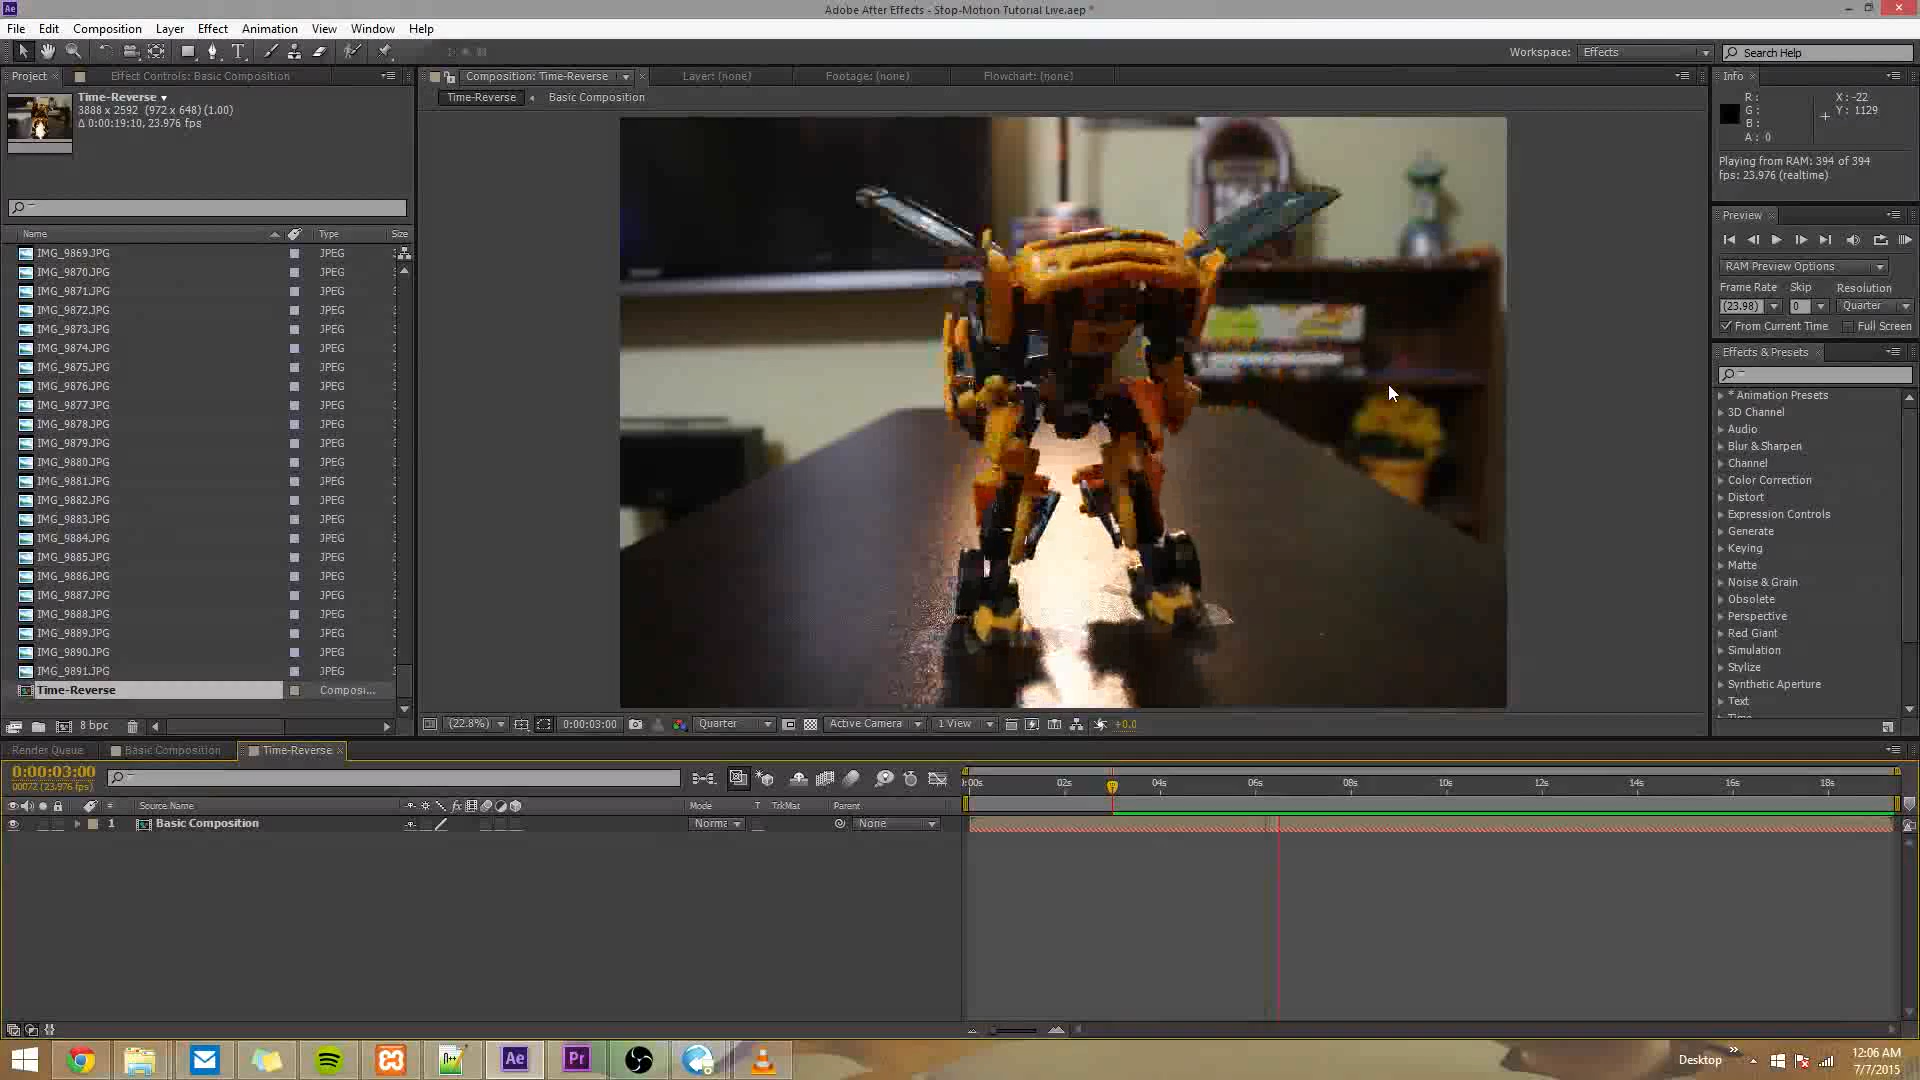 Adobe After Effects - Stop-Motion Tutorial Live.aep *
File Edit Composition Layer Effect Animation View Window Help
Workspace: Effects
Search Help
Project
Effect Controls: Basic Composition
Composition: Time-Reverse
Layer: (none)
Footage: (none)
Flowchart: (none)
Info
Time-Reverse
3888 x 2592 (972 x 648) (1.00)
Δ 0:00:19:10, 23.976 fps
Time-Reverse
Basic Composition
R:
G:
B:
A: 0
X: -22
Y: 1129
Playing from RAM: 394 of 394
fps: 23.976 (realtime)
Preview
RAM Preview Options
Frame Rate Skip Resolution
(23.98) 0 Quarter
From Current Time Full Screen
Effects & Presets
* Animation Presets
3D Channel
Audio
Blur & Sharpen
Channel
Color Correction
Distort
Expression Controls
Generate
Keying
Matte
Noise & Grain
Obsolete
Perspective
Red Giant
Simulation
Stylize
Synthetic Aperture
Text
Time
Name Type Size
IMG_9869.JPG JPEG
IMG_9870.JPG JPEG
IMG_9871.JPG JPEG
IMG_9872.JPG JPEG
IMG_9873.JPG JPEG
IMG_9874.JPG JPEG
IMG_9875.JPG JPEG
IMG_9876.JPG JPEG
IMG_9877.JPG JPEG
IMG_9878.JPG JPEG
IMG_9879.JPG JPEG
IMG_9880.JPG JPEG
IMG_9881.JPG JPEG
IMG_9882.JPG JPEG
IMG_9883.JPG JPEG
IMG_9884.JPG JPEG
IMG_9885.JPG JPEG
IMG_9886.JPG JPEG
IMG_9887.JPG JPEG
IMG_9888.JPG JPEG
IMG_9889.JPG JPEG
IMG_9890.JPG JPEG
IMG_9891.JPG JPEG
Time-Reverse Composi...
8 bpc
(22.8%) 0:00:03:00 Quarter Active Camera 1 View +0.0
Render Queue
Basic Composition
Time-Reverse
0:00:03:00
00072 (23.976 fps)
:00s 02s 04s 06s 08s 10s 12s 14s 16s 18s
# Source Name fx Mode T TrkMat Parent
1 Basic Composition Norma None
Ae Pr
Desktop
12:06 AM
7/7/2015